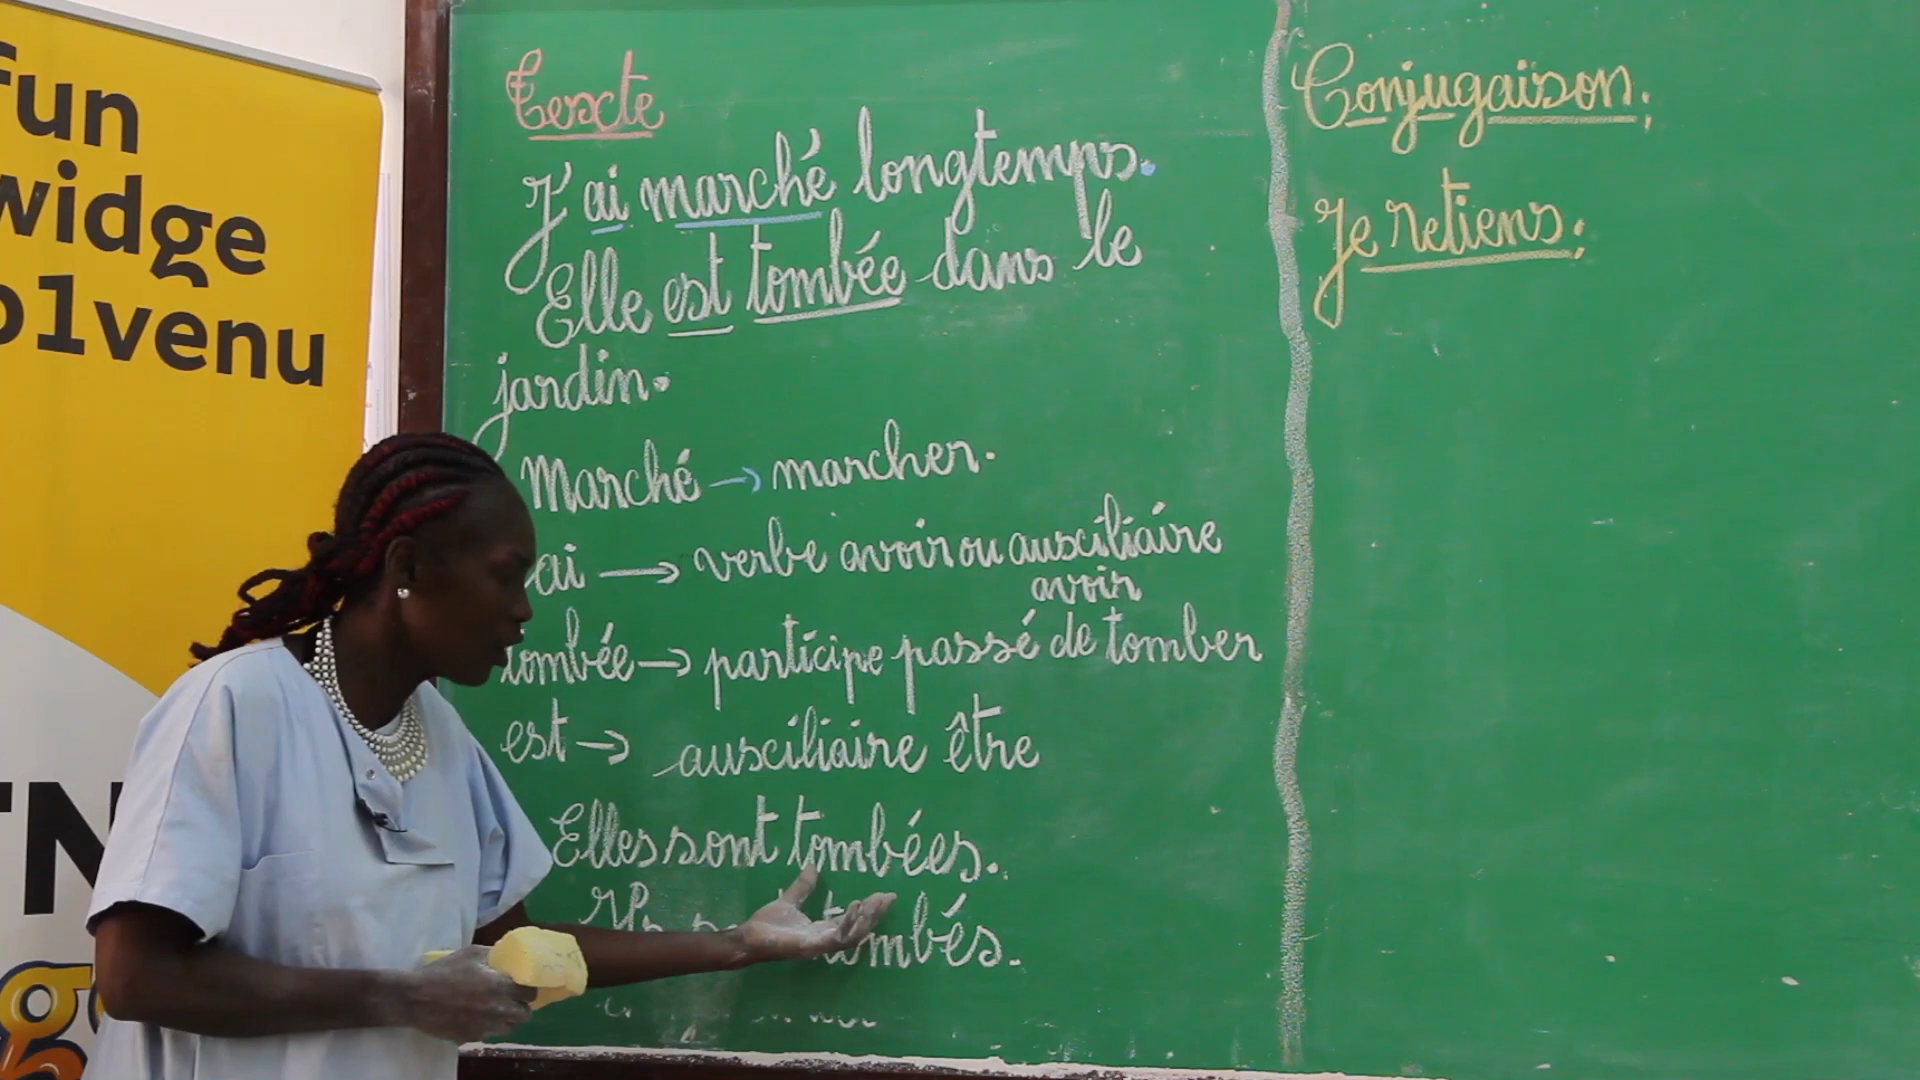 fun
widge
o1venu
Texte
J'ai marché longtemps.
Elle est tombée dans le
jardin.
Marché → marcher.
ai → verbe avoir ou auxiliaire
avoir
tombée → participe passé de tomber
est → auxiliaire être
Elles sont tombées.
tombés.
Conjugaison:
Je retiens: